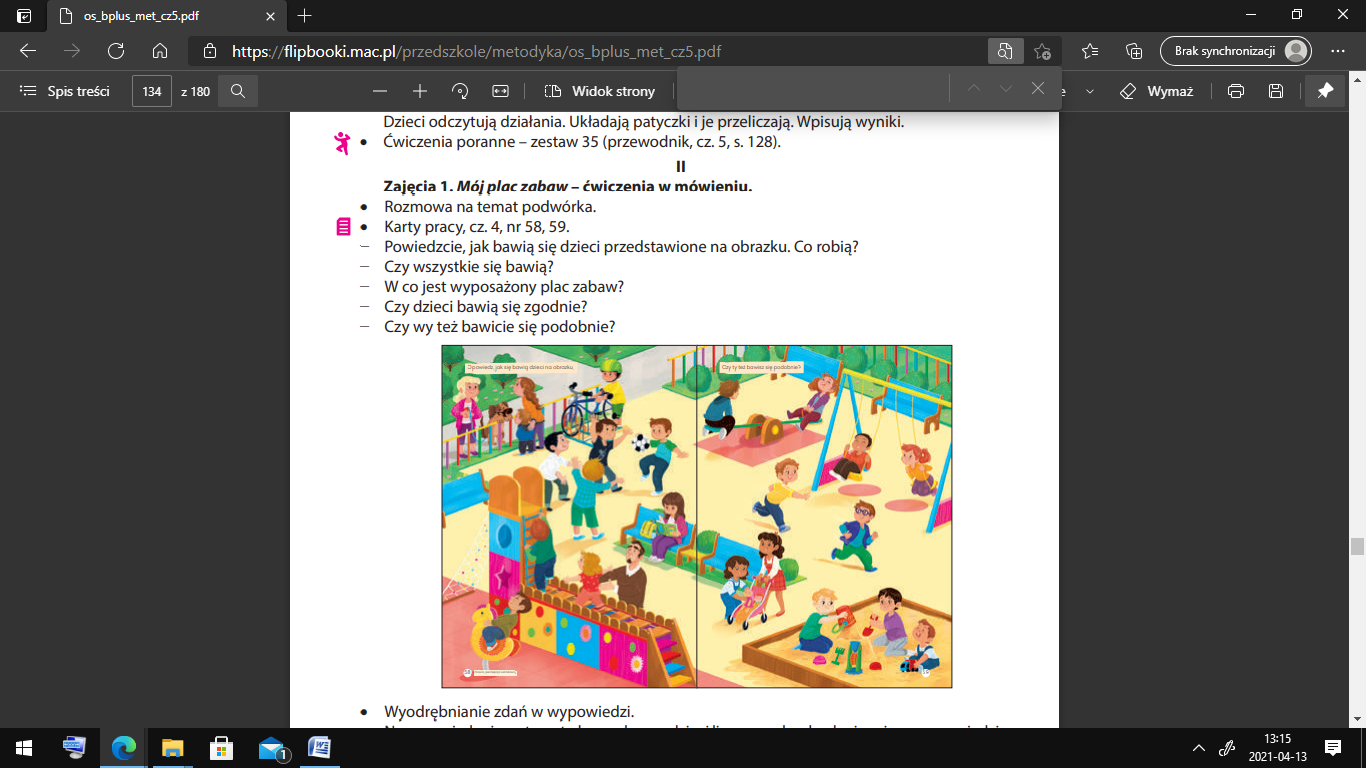 os_bplus_met_cz5.pdf
https://flipbooki.mac.pl/przedszkole/metodyka/os_bplus_met_cz5.pdf
Brak synchronizacji
Spis treści
134
z 180
Widok strony
Wymaż
Dzieci odczytują działania. Układają patyczki i je przeliczają. Wpisują wyniki.
• Ćwiczenia poranne – zestaw 35 (przewodnik, cz. 5, s. 128).
II
Zajęcia 1. Mój plac zabaw – ćwiczenia w mówieniu.
• Rozmowa na temat podwórka.
• Karty pracy, cz. 4, nr 58, 59.
– Powiedzcie, jak bawią się dzieci przedstawione na obrazku. Co robią?
– Czy wszystkie się bawią?
– W co jest wyposażony plac zabaw?
– Czy dzieci bawią się zgodnie?
– Czy wy też bawicie się podobnie?
Opowiedz, jak się bawią dzieci na obrazku.
Czy ty też bawisz się podobnie?
58
• Wyodrębnianie zdań w wypowiedzi.
1
13:15
2021-04-13